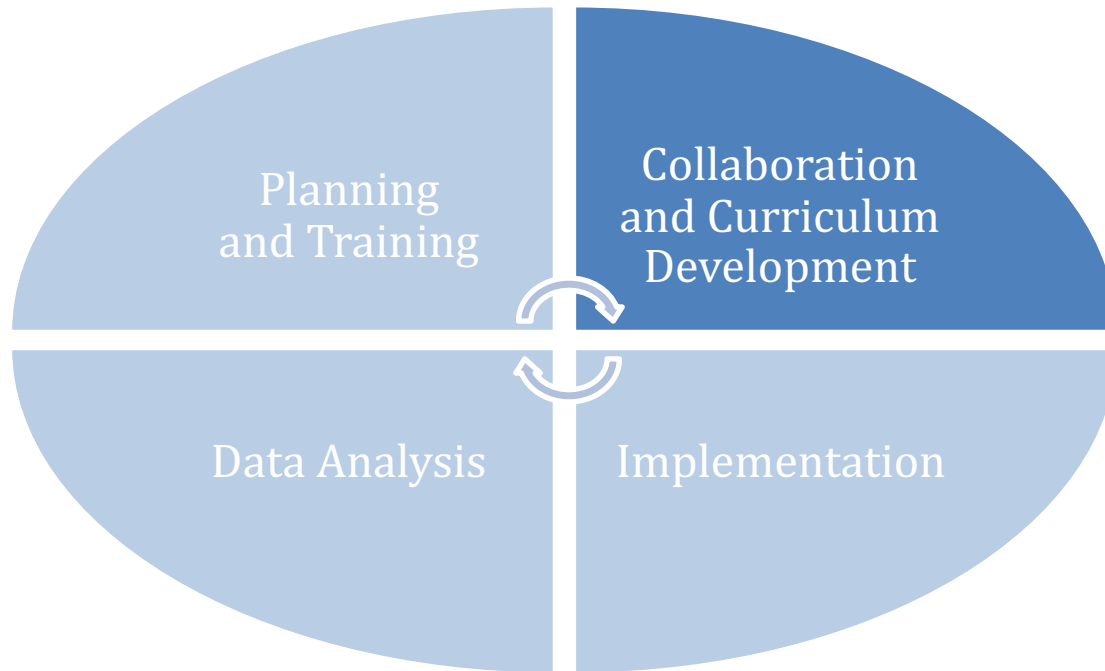 Planning
and Training
Collaboration
and Curriculum
Development
Data Analysis
Implementation